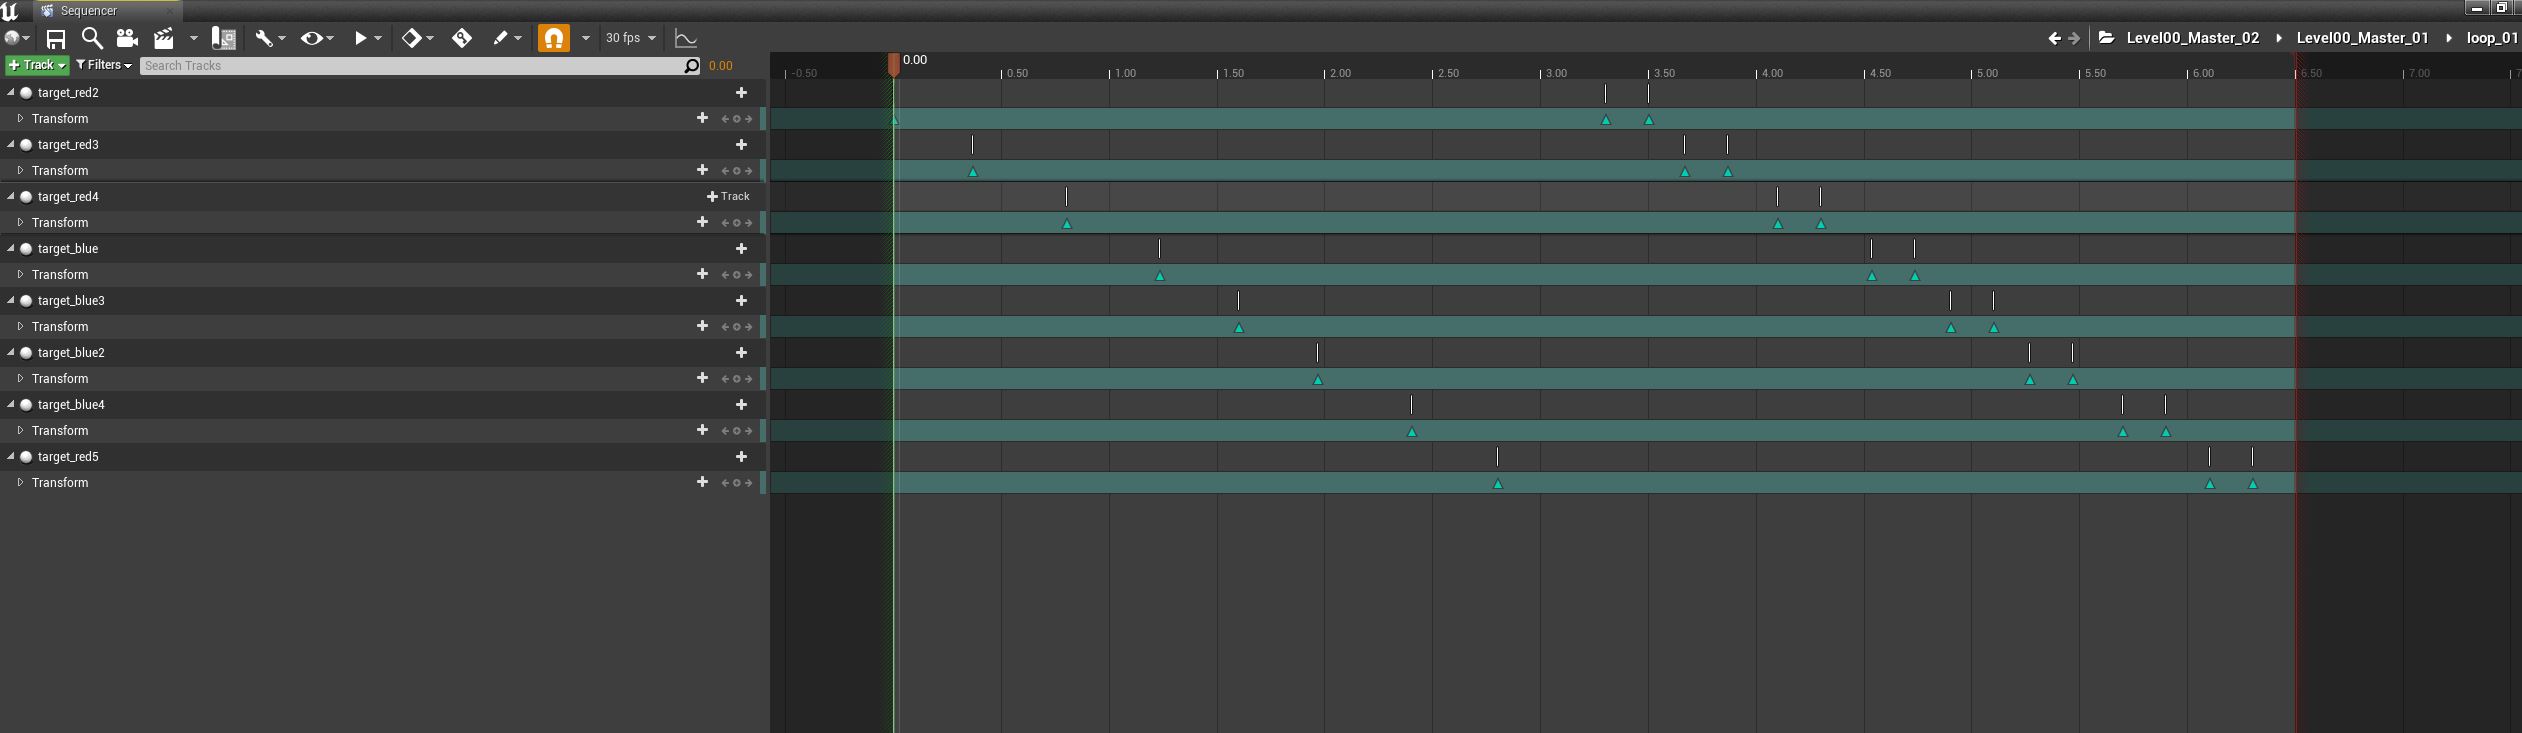 Sequencer
30 fps
Level00_Master_02 Level00_Master_01 loop_01
Track Filters Search Tracks 0.00
0.00
-0.50 0.50 1.00 1.50 2.00 2.50 3.00 3.50 4.00 4.50 5.00 5.50 6.00 6.50 7.00
target_red2
Transform
target_red3
Transform
target_red4 Track
Transform
target_blue
Transform
target_blue3
Transform
target_blue2
Transform
target_blue4
Transform
target_red5
Transform